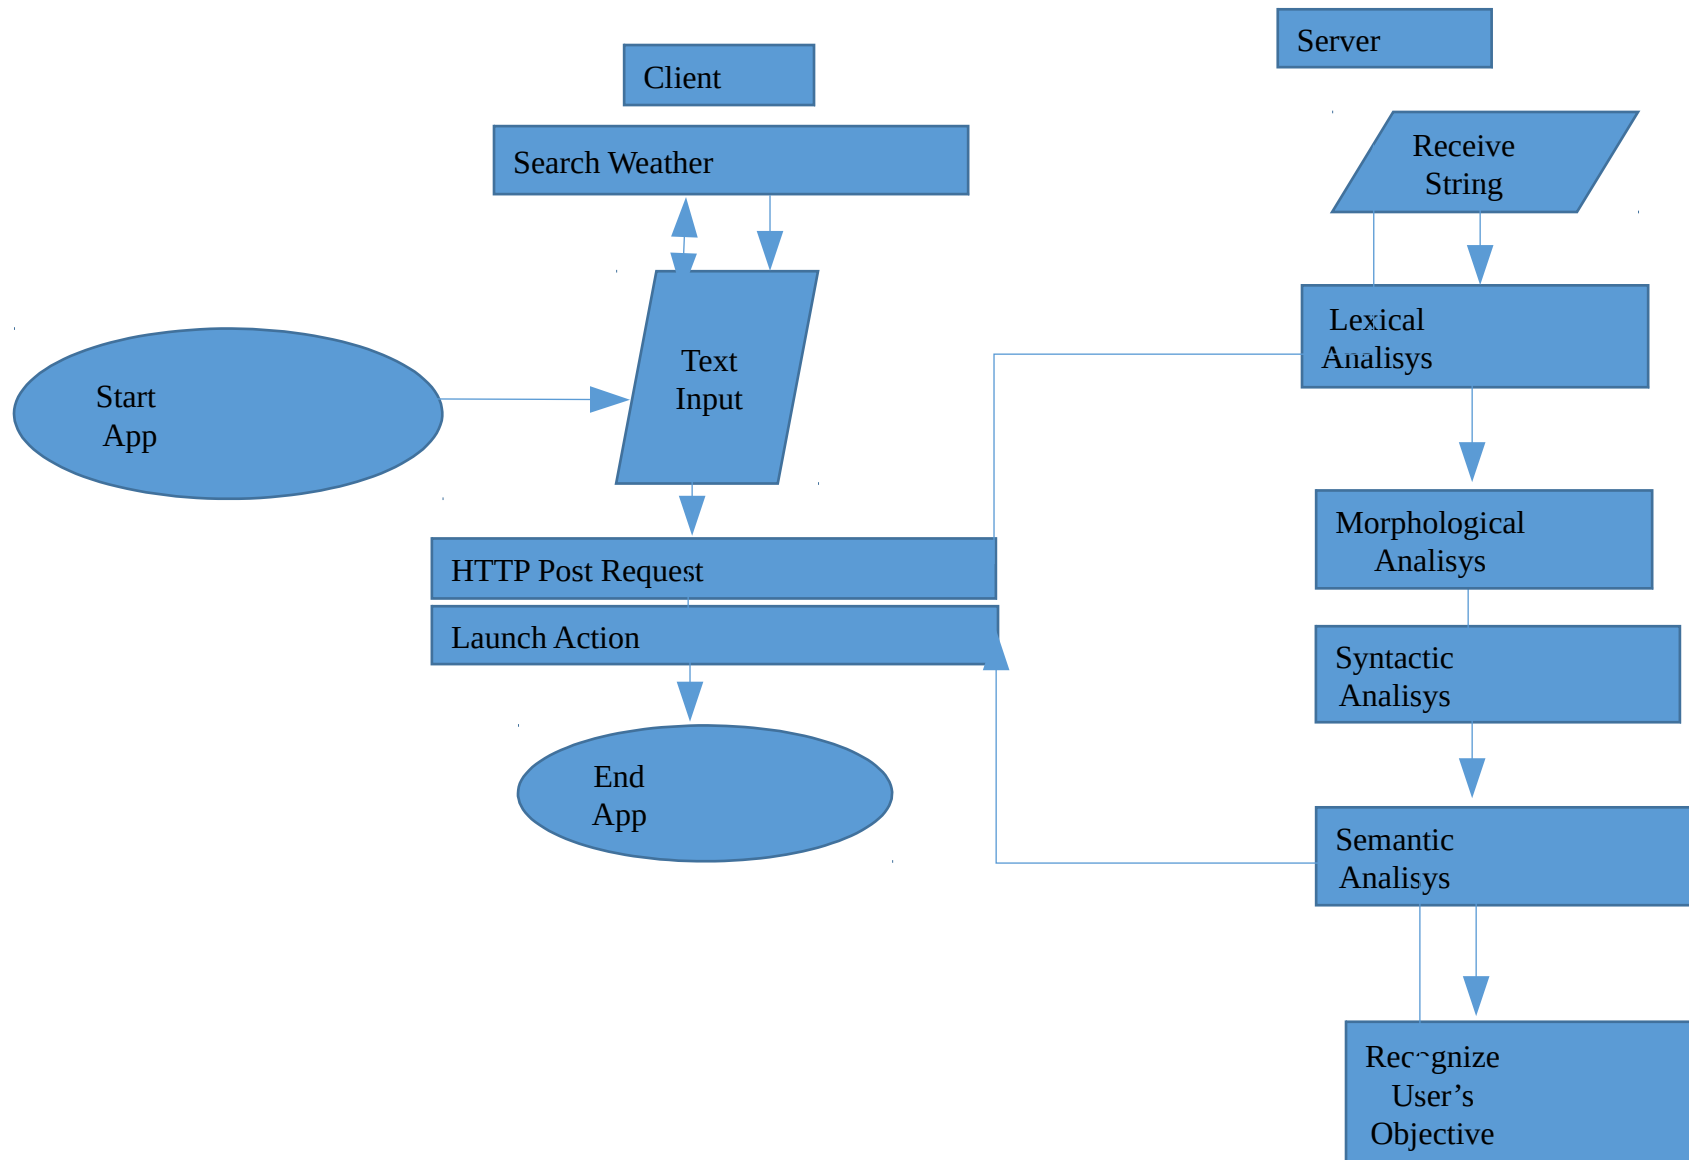 Client
Search Weather
Start
App
Text
Input
HTTP Post Request
Launch Action
End
App
Server
Receive
String
Lexical
Analisys
Morphological
Analisys
Syntactic
Analisys
Semantic
Analisys
Recognize
User’s
Objective